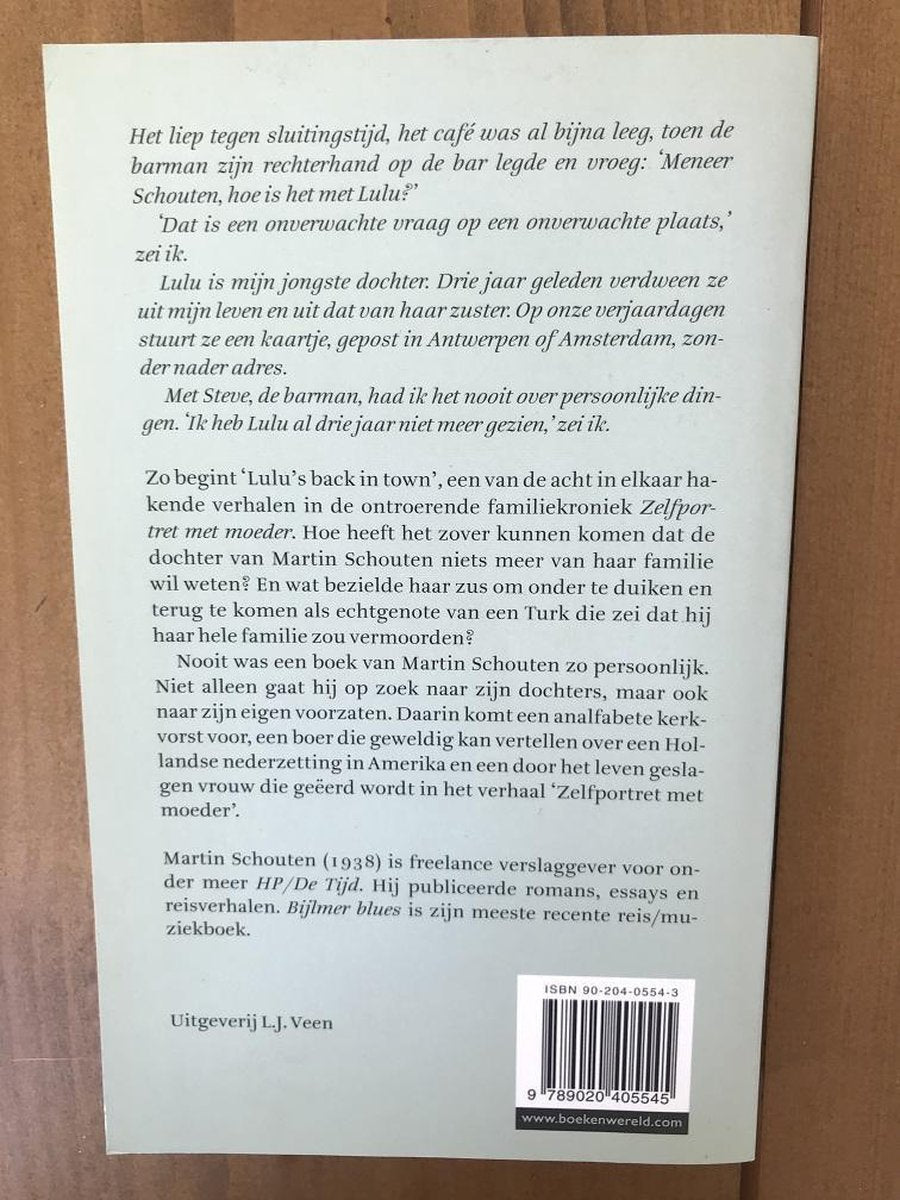 Het liep tegen sluitingstijd, het café was al bijna leeg, toen de
barman zijn rechterhand op de bar legde en vroeg: ‘Meneer
Schouten, hoe is het met Lulu?’
‘Dat is een onverwachte vraag op een onverwachte plaats,’
zei ik.
Lulu is mijn jongste dochter. Drie jaar geleden verdween ze
uit mijn leven en uit dat van haar zuster. Op onze verjaardagen
stuurt ze een kaartje, gepost in Antwerpen of Amsterdam, zon-
der nader adres.
Met Steve, de barman, had ik het nooit over persoonlijke din-
gen. ‘Ik heb Lulu al drie jaar niet meer gezien,’ zei ik.
Zo begint ‘Lulu’s back in town’, een van de acht in elkaar ha-
kende verhalen in de ontroerende familiekroniek Zelfpor-
tret met moeder. Hoe heeft het zover kunnen komen dat de
dochter van Martin Schouten niets meer van haar familie
wil weten? En wat bezielde haar zus om onder te duiken en
terug te komen als echtgenote van een Turk die zei dat hij
haar hele familie zou vermoorden?
Nooit was een boek van Martin Schouten zo persoonlijk.
Niet alleen gaat hij op zoek naar zijn dochters, maar ook
naar zijn eigen voorzaten. Daarin komt een analfabete kerk-
vorst voor, een boer die geweldig kan vertellen over een Hol-
landse nederzetting in Amerika en een door het leven gesla-
gen vrouw die geëerd wordt in het verhaal ‘Zelfportret met
moeder’.
Martin Schouten (1938) is freelance verslaggever voor on-
der meer HP/De Tijd. Hij publiceerde romans, essays en
reisverhalen. Bijlmer blues is zijn meeste recente reis/mu-
ziekboek.
Uitgeverij L.J. Veen
ISBN 90-204-0554-3
9 789020 405545
www.boekenwereld.com